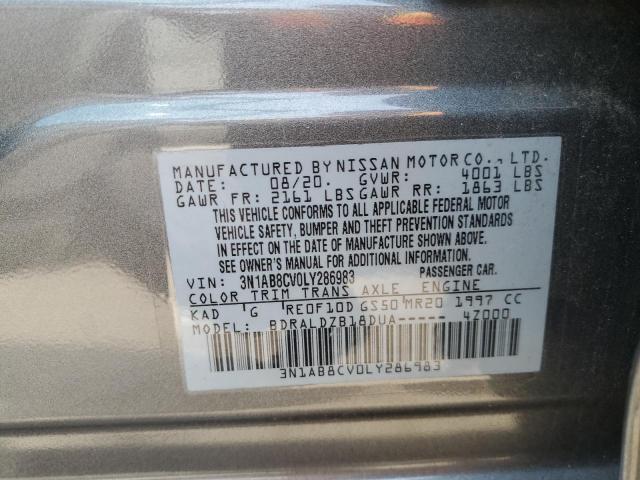 MANUFACTURED BY NISSAN MOTOR CO., LTD.
DATE: 08/20. GVWR: 4001 LBS
GAWR FR: 2161 LBS GAWR RR: 1863 LBS
THIS VEHICLE CONFORMS TO ALL APPLICABLE FEDERAL MOTOR
VEHICLE SAFETY, BUMPER AND THEFT PREVENTION STANDARDS
IN EFFECT ON THE DATE OF MANUFACTURE SHOWN ABOVE.
SEE OWNER'S MANUAL FOR ADDITIONAL INFORMATION.
VIN: 3N1AB8CV0LY286983 PASSENGER CAR.
COLOR TRIM TRANS AXLE ENGINE
KAD G RE0F10D GS50 MR20 1997 CC
MODEL: BDRALDZB18DUA----- 47000
3N1AB8CV0LY286983